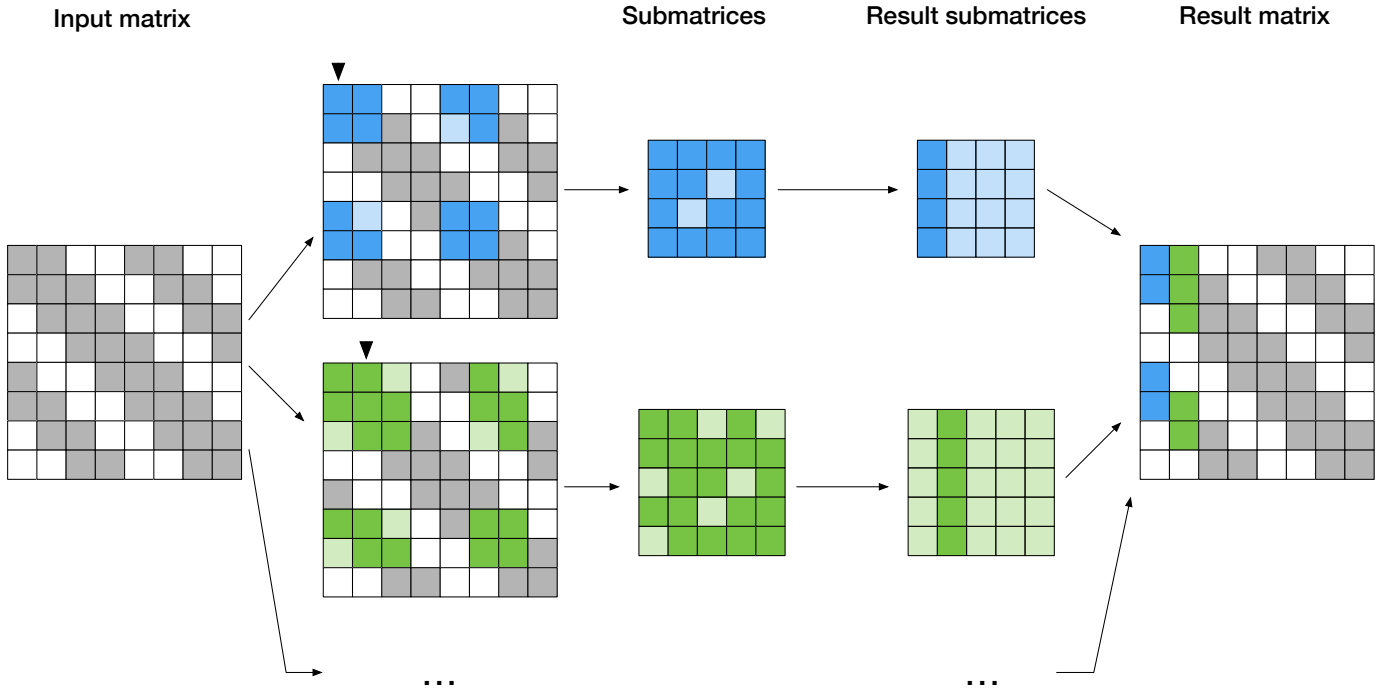 Input matrix
Submatrices
Result submatrices
Result matrix
...
...